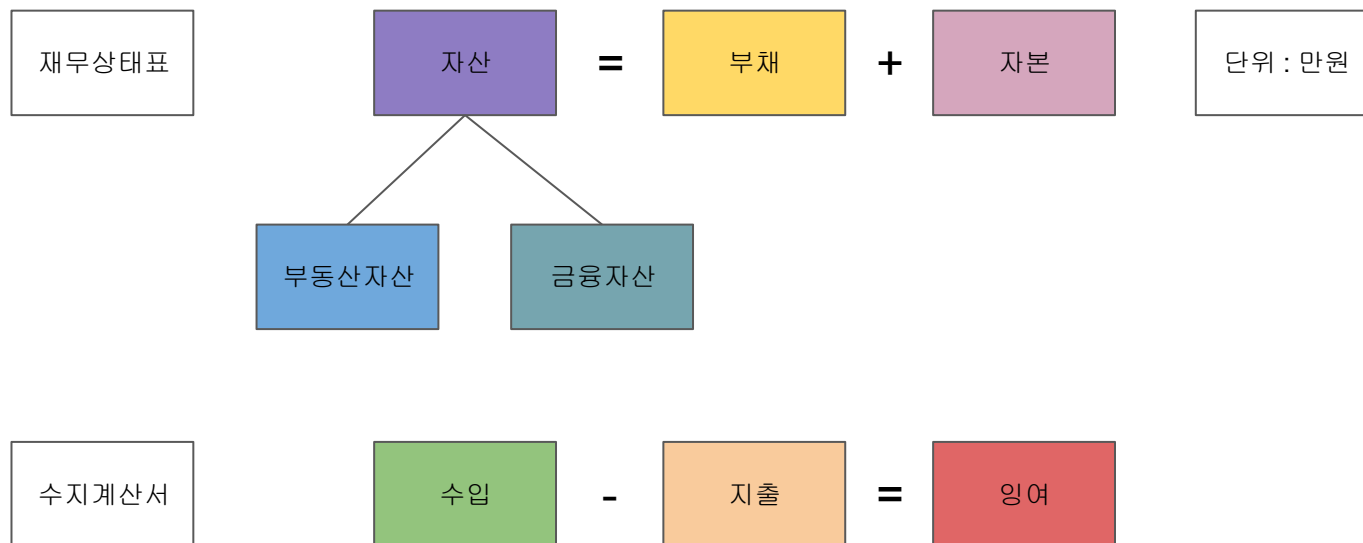 재무상태표
자산 = 부채 + 자본
단위 : 만원
부동산자산
금융자산
수지계산서
수입 - 지출 = 잉여